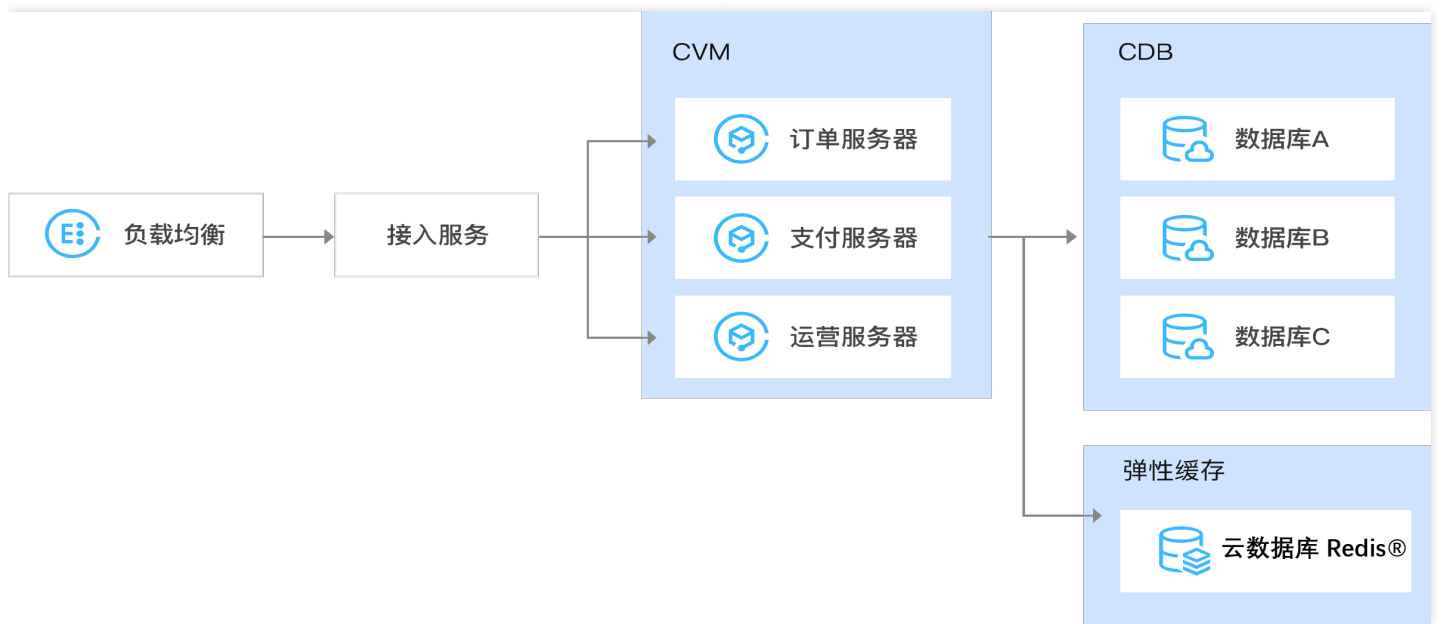 负载均衡
接入服务
CVM
订单服务器
支付服务器
运营服务器
CDB
数据库A
数据库B
数据库C
弹性缓存
云数据库 Redis®